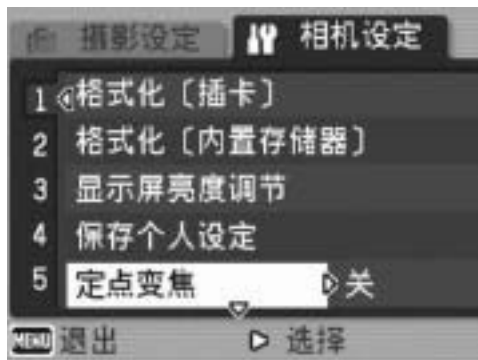 摄影设定 相机设定
1 格式化〔插卡〕
2 格式化〔内置存储器〕
3 显示屏亮度调节
4 保存个人设定
5 定点变焦 关
MENU 退出 选择